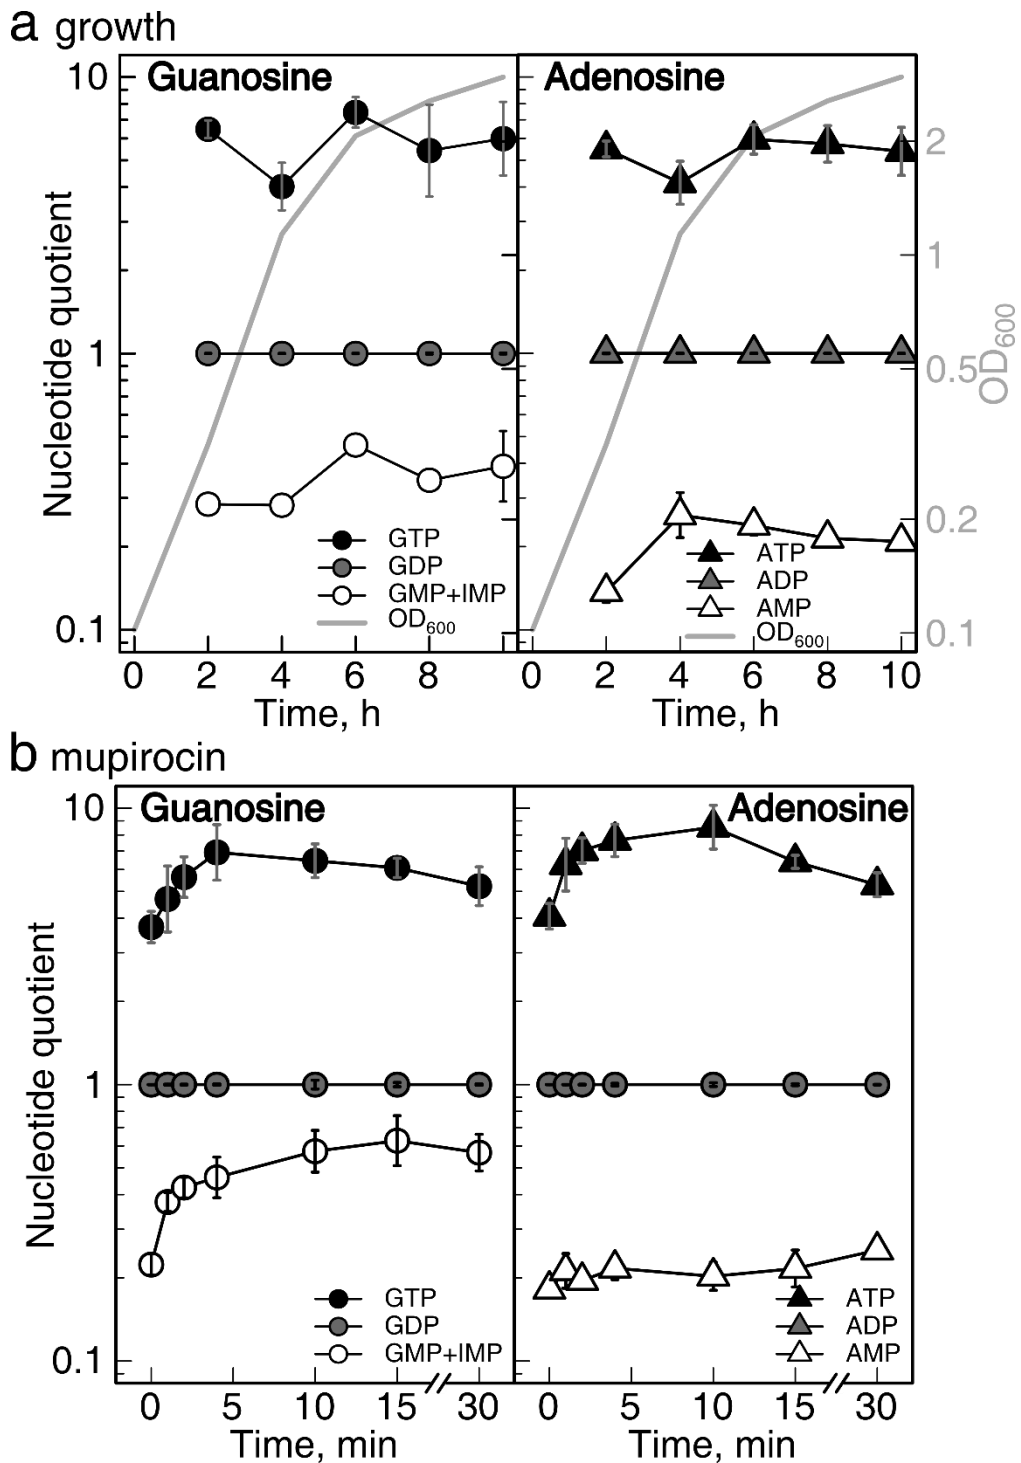 a growth
Guanosine
Adenosine
10
1
0.1
Nucleotide quotient
2
1
0.5
0.2
0.1
OD600
GTP
GDP
GMP+IMP
OD600
ATP
ADP
AMP
OD600
0 2 4 6 8
0 2 4 6 8 10
Time, h
Time, h
b mupirocin
Guanosine
Adenosine
10
1
0.1
Nucleotide quotient
GTP
GDP
GMP+IMP
ATP
ADP
AMP
0 5 10 15 30
0 5 10 15 30
Time, min
Time, min